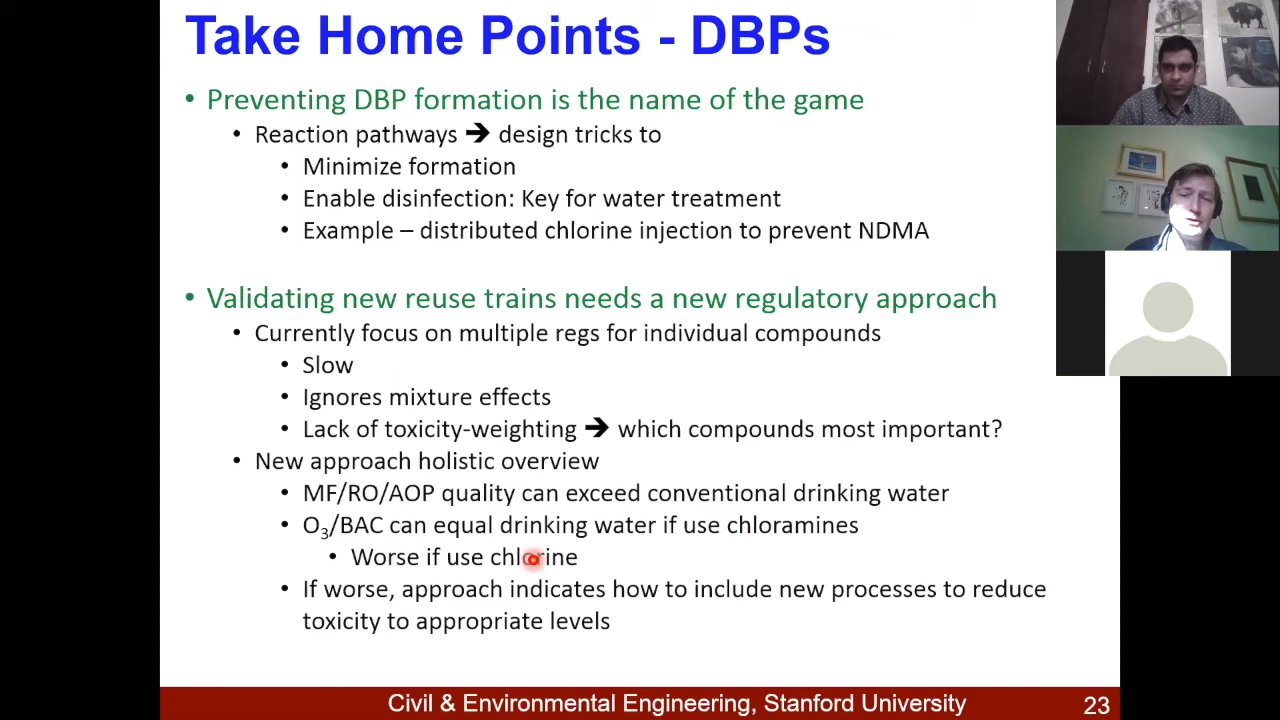 Take Home Points - DBPs
• Preventing DBP formation is the name of the game
• Reaction pathways 🡪 design tricks to
• Minimize formation
• Enable disinfection: Key for water treatment
• Example – distributed chlorine injection to prevent NDMA
• Validating new reuse trains needs a new regulatory approach
• Currently focus on multiple regs for individual compounds
• Slow
• Ignores mixture effects
• Lack of toxicity-weighting 🡪 which compounds most important?
• New approach holistic overview
• MF/RO/AOP quality can exceed conventional drinking water
• O₃/BAC can equal drinking water if use chloramines
• Worse if use chlorine
• If worse, approach indicates how to include new processes to reduce
toxicity to appropriate levels
Civil & Environmental Engineering, Stanford University
23